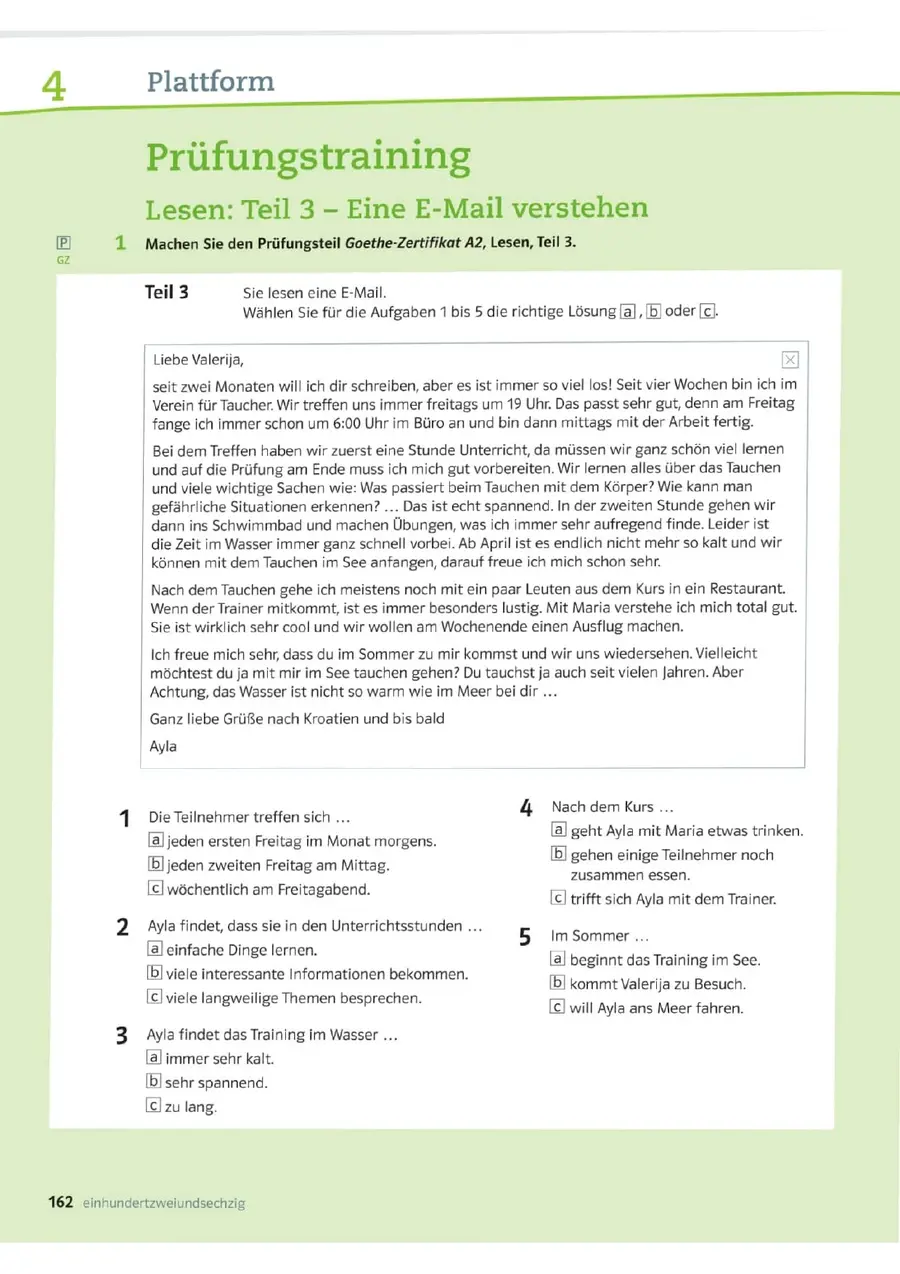 4 Plattform
Prüfungstraining
Lesen: Teil 3 – Eine E-Mail verstehen
P
GZ
1 Machen Sie den Prüfungsteil Goethe-Zertifikat A2, Lesen, Teil 3.
Teil 3 Sie lesen eine E-Mail.
Wählen Sie für die Aufgaben 1 bis 5 die richtige Lösung a, b oder c.
Liebe Valerija,
seit zwei Monaten will ich dir schreiben, aber es ist immer so viel los! Seit vier Wochen bin ich im
Verein für Taucher. Wir treffen uns immer freitags um 19 Uhr. Das passt sehr gut, denn am Freitag
fange ich immer schon um 6:00 Uhr im Büro an und bin dann mittags mit der Arbeit fertig.
Bei dem Treffen haben wir zuerst eine Stunde Unterricht, da müssen wir ganz schön viel lernen
und auf die Prüfung am Ende muss ich mich gut vorbereiten. Wir lernen alles über das Tauchen
und viele wichtige Sachen wie: Was passiert beim Tauchen mit dem Körper? Wie kann man
gefährliche Situationen erkennen? ... Das ist echt spannend. In der zweiten Stunde gehen wir
dann ins Schwimmbad und machen Übungen, was ich immer sehr aufregend finde. Leider ist
die Zeit im Wasser immer ganz schnell vorbei. Ab April ist es endlich nicht mehr so kalt und wir
können mit dem Tauchen im See anfangen, darauf freue ich mich schon sehr.
Nach dem Tauchen gehe ich meistens noch mit ein paar Leuten aus dem Kurs in ein Restaurant.
Wenn der Trainer mitkommt, ist es immer besonders lustig. Mit Maria verstehe ich mich total gut.
Sie ist wirklich sehr cool und wir wollen am Wochenende einen Ausflug machen.
Ich freue mich sehr, dass du im Sommer zu mir kommst und wir uns wiedersehen. Vielleicht
möchtest du ja mit mir im See tauchen gehen? Du tauchst ja auch seit vielen Jahren. Aber
Achtung, das Wasser ist nicht so warm wie im Meer bei dir ...
Ganz liebe Grüße nach Kroatien und bis bald
Ayla
1 Die Teilnehmer treffen sich ...
a jeden ersten Freitag im Monat morgens.
b jeden zweiten Freitag am Mittag.
c wöchentlich am Freitagabend.
2 Ayla findet, dass sie in den Unterrichtsstunden ...
a einfache Dinge lernen.
b viele interessante Informationen bekommen.
c viele langweilige Themen besprechen.
3 Ayla findet das Training im Wasser ...
a immer sehr kalt.
b sehr spannend.
c zu lang.
4 Nach dem Kurs ...
a geht Ayla mit Maria etwas trinken.
b gehen einige Teilnehmer noch
zusammen essen.
c trifft sich Ayla mit dem Trainer.
5 Im Sommer ...
a beginnt das Training im See.
b kommt Valerija zu Besuch.
c will Ayla ans Meer fahren.
162 einhundertzweiundsechzig